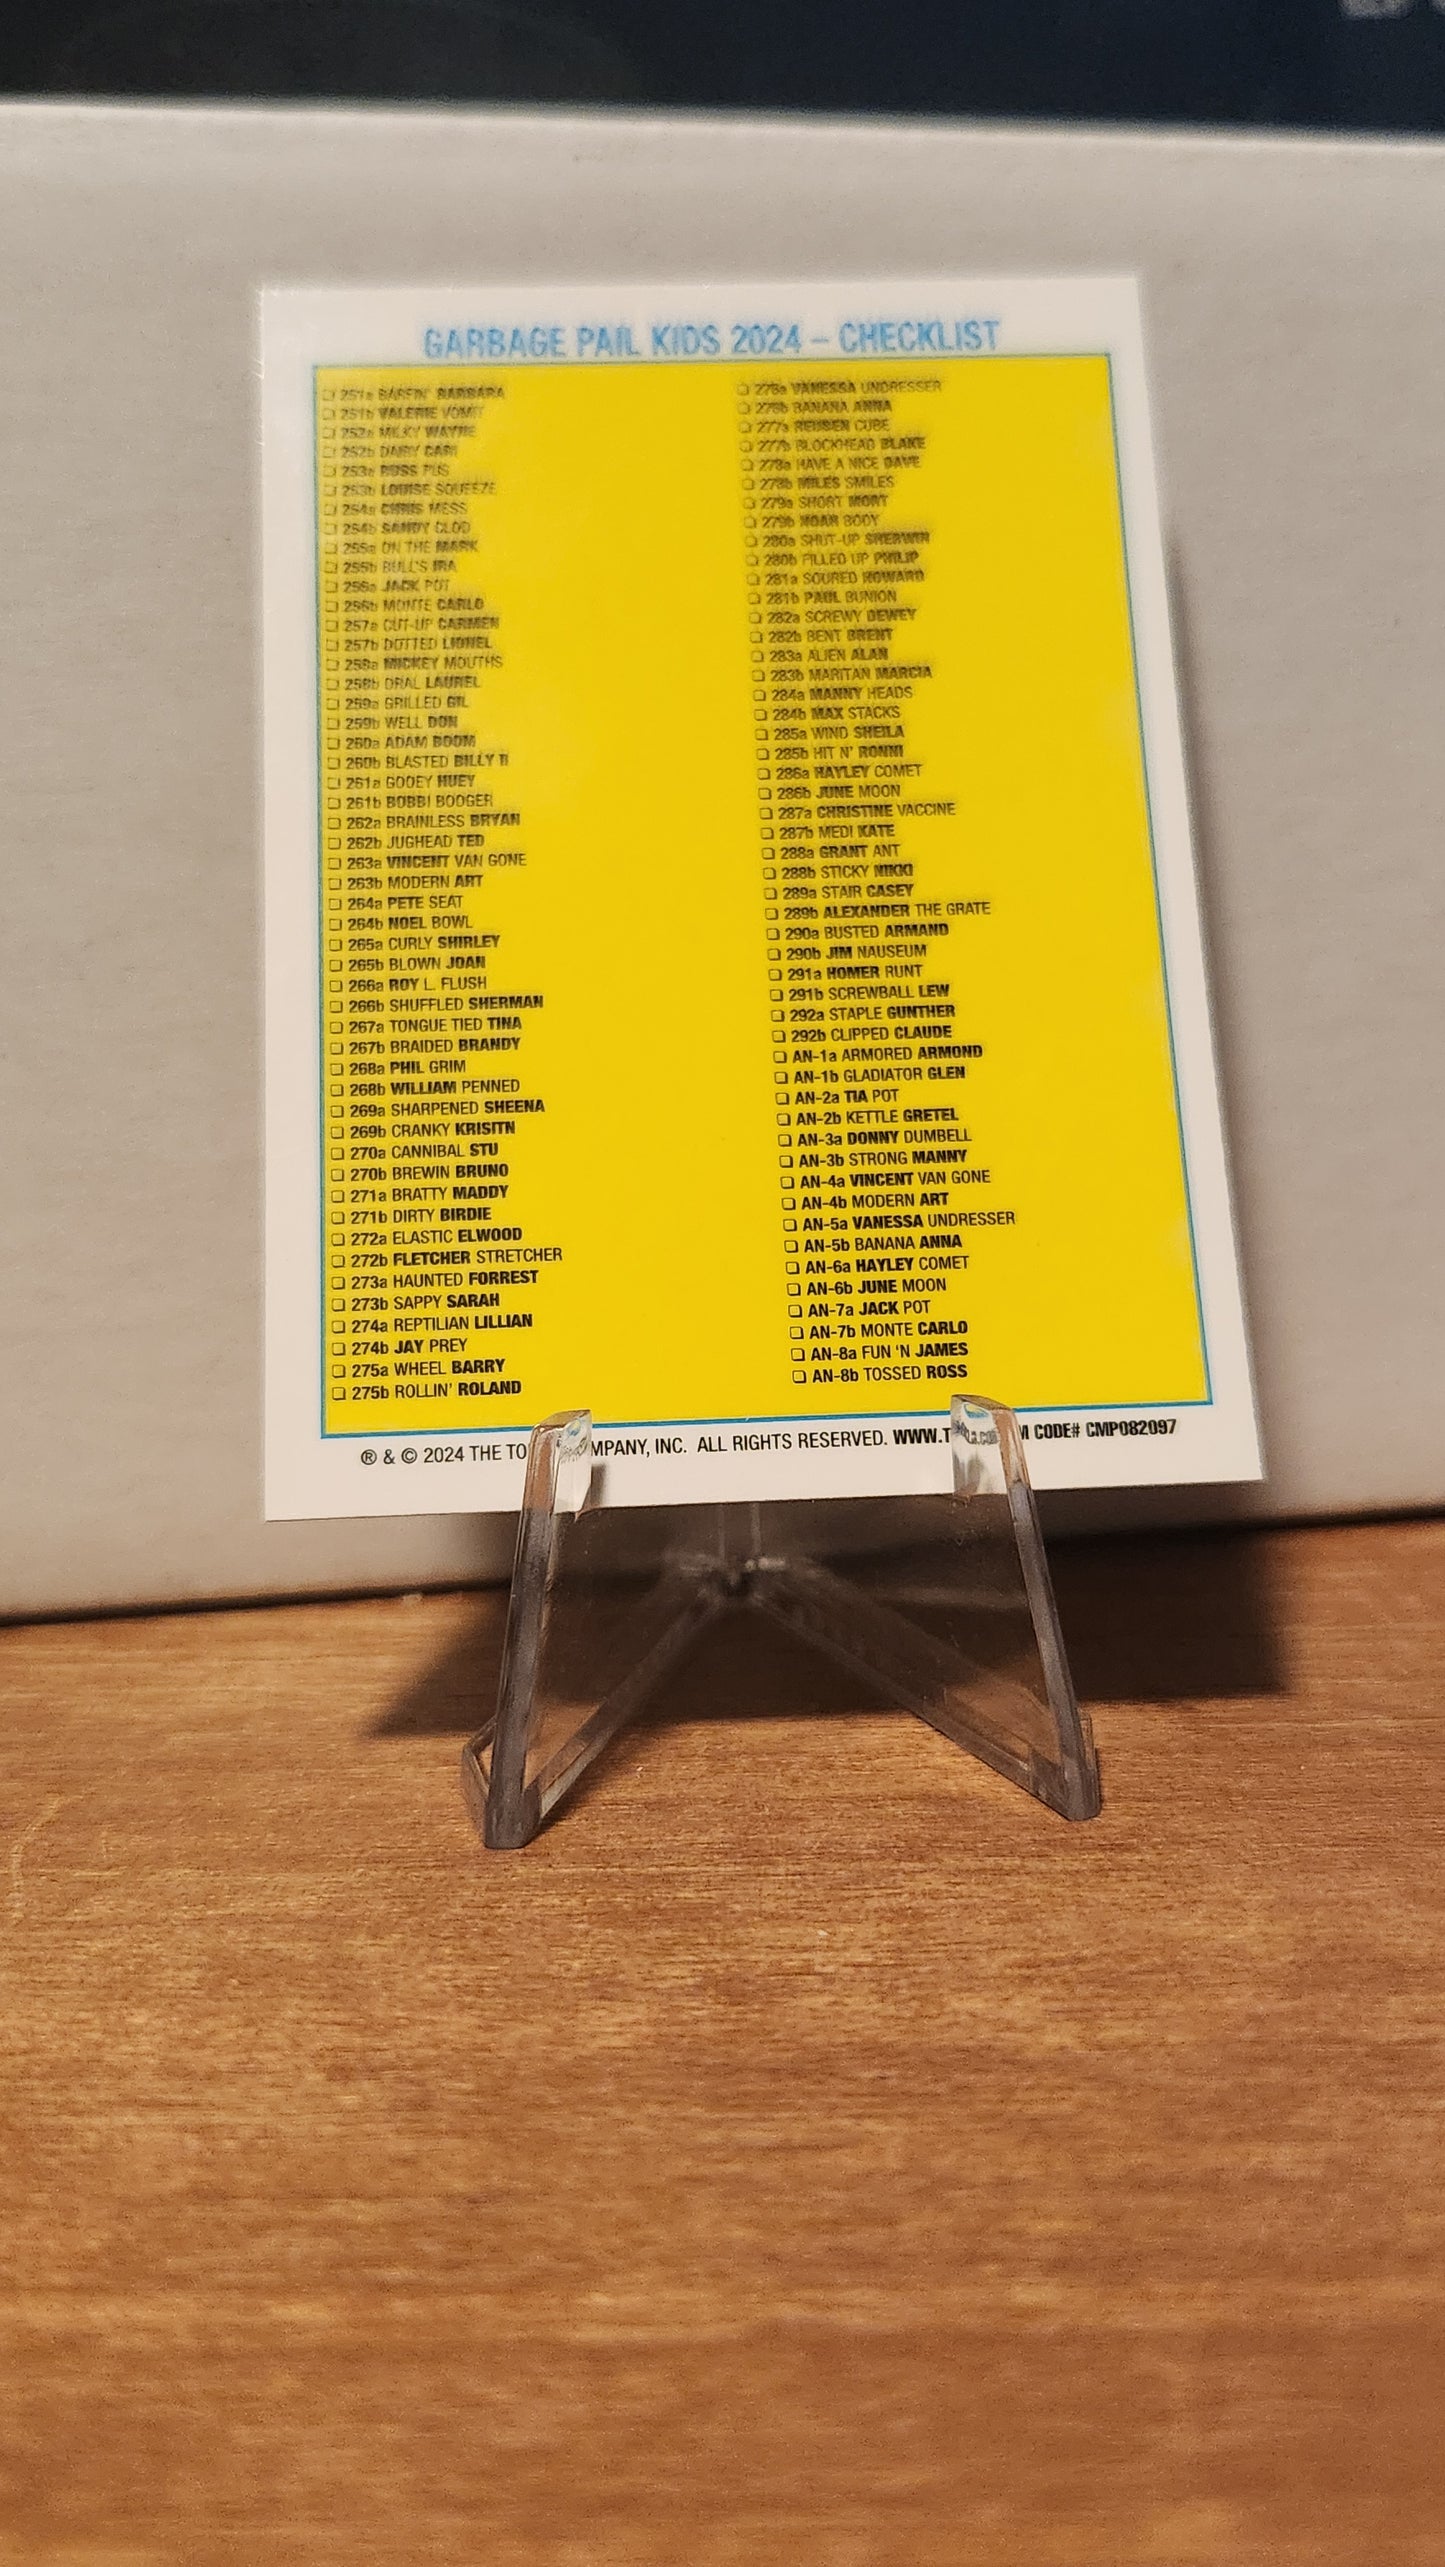 GARBAGE PAIL KIDS 2024 – CHECKLIST
251a BARFIN' BARBARA
251b VALERIE VOMIT
252a MILKY WAYNE
252b DAIRY CARI
253a RUSS PUS
253b LOUISE SQUEEZE
254a CHRIS MESS
254b SANDY CLOD
255a ON THE MARK
255b BULL'S IRA
256a JACK POT
256b MONTE CARLO
257a CUT-UP CARMEN
257b DOTTED LIONEL
258a MICKEY MOUTHS
258b ORAL LAUREL
259a GRILLED GIL
259b WELL DON
260a ADAM BOOM
260b BLASTED BILLY II
261a GOOEY HUEY
261b BOBBI BOOGER
262a BRAINLESS BRYAN
262b JUGHEAD TED
263a VINCENT VAN GONE
263b MODERN ART
264a PETE SEAT
264b NOEL BOWL
265a CURLY SHIRLEY
265b BLOWN JOAN
266a ROY L. FLUSH
266b SHUFFLED SHERMAN
267a TONGUE TIED TINA
267b BRAIDED BRANDY
268a PHIL GRIM
268b WILLIAM PENNED
269a SHARPENED SHEENA
269b CRANKY KRISITN
270a CANNIBAL STU
270b BREWIN BRUNO
271a BRATTY MADDY
271b DIRTY BIRDIE
272a ELASTIC ELWOOD
272b FLETCHER STRETCHER
273a HAUNTED FORREST
273b SAPPY SARAH
274a REPTILIAN LILLIAN
274b JAY PREY
275a WHEEL BARRY
275b ROLLIN' ROLAND
276a VANESSA UNDRESSER
276b BANANA ANNA
277a REUBEN CUBE
277b BLOCKHEAD BLAKE
278a HAVE A NICE DAVE
278b MILES SMILES
279a SHORT MORT
279b NOAH BODY
280a SHUT-UP SHERWIN
280b FILLED UP PHILIP
281a SOURED HOWARD
281b PAUL BUNION
282a SCREWY DEWEY
282b BENT BRENT
283a ALIEN ALAN
283b MARITAN MARCIA
284a MANNY HEADS
284b MAX STACKS
285a WIND SHEILA
285b HIT N' RONNI
286a HAYLEY COMET
286b JUNE MOON
287a CHRISTINE VACCINE
287b MEDI KATE
288a GRANT ANT
288b STICKY NIKKI
289a STAIR CASEY
289b ALEXANDER THE GRATE
290a BUSTED ARMAND
290b JIM NAUSEUM
291a HOMER RUNT
291b SCREWBALL LEW
292a STAPLE GUNTHER
292b CLIPPED CLAUDE
AN-1a ARMORED ARMOND
AN-1b GLADIATOR GLEN
AN-2a TIA POT
AN-2b KETTLE GRETEL
AN-3a DONNY DUMBELL
AN-3b STRONG MANNY
AN-4a VINCENT VAN GONE
AN-4b MODERN ART
AN-5a VANESSA UNDRESSER
AN-5b BANANA ANNA
AN-6a HAYLEY COMET
AN-6b JUNE MOON
AN-7a JACK POT
AN-7b MONTE CARLO
AN-8a FUN 'N JAMES
AN-8b TOSSED ROSS
® & © 2024 THE INC. ALL RIGHTS RESERVED. CODE# CMP082097